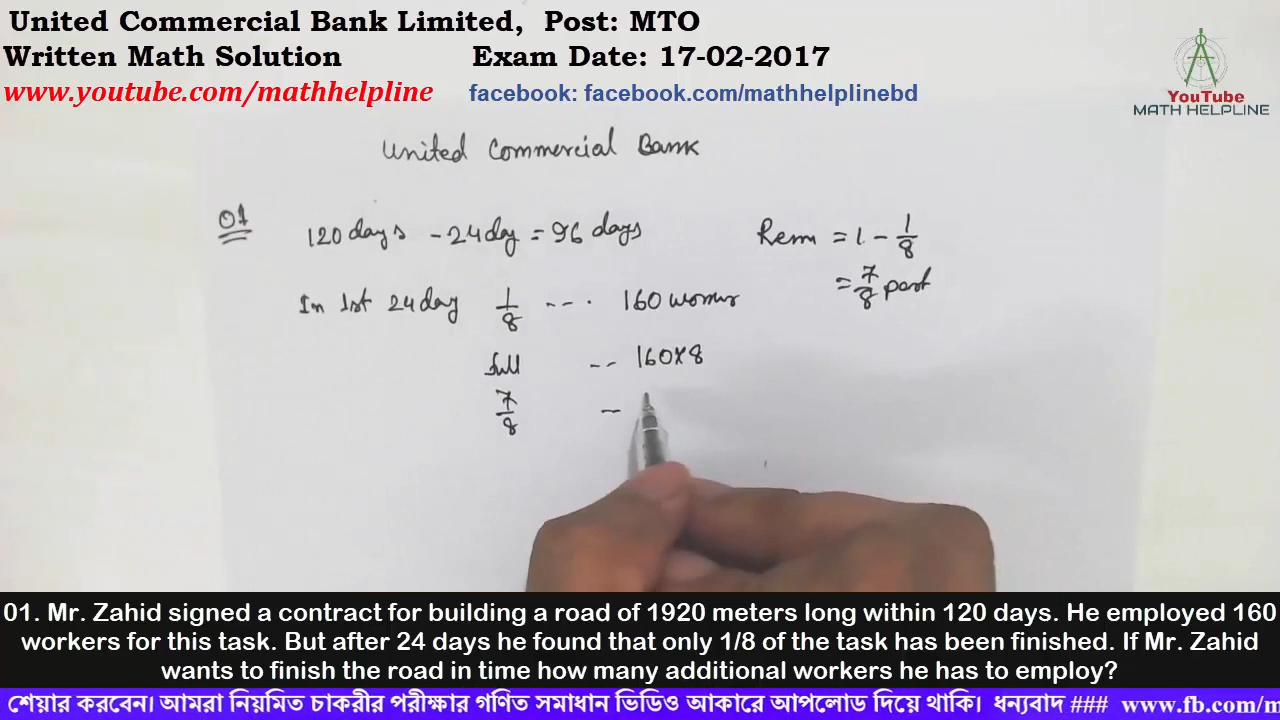 United Commercial Bank Limited, Post: MTO
Written Math Solution Exam Date: 17-02-2017
www.youtube.com/mathhelpline facebook: facebook.com/mathhelplinebd
YouTube
MATH HELPLINE
United Commercial Bank
01
120 days - 24 day = 96 days
In 1st 24 day 1/8 ---- 160 workers
full -- 160×8
7/8 -
Rem = 1 - 1/8
= 7/8 part
01. Mr. Zahid signed a contract for building a road of 1920 meters long within 120 days. He employed 160
workers for this task. But after 24 days he found that only 1/8 of the task has been finished. If Mr. Zahid
wants to finish the road in time how many additional workers he has to employ?
শেয়ার করবেন। আমরা নিয়মিত চাকরীর পরীক্ষার গণিত সমাধান ভিডিও আকারে আপলোড দিয়ে থাকি। ধন্যবাদ ### www.fb.com/m